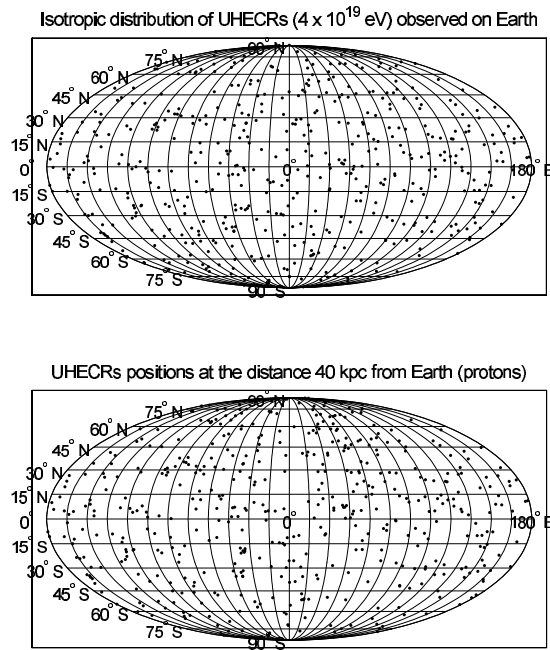 Isotropic distribution of UHECRs (4 x 10^19 eV) observed on Earth
90° N
75° N
60° N
45° N
30° N
15° N
0° 0° 180° E
15° S
30° S
45° S
60° S
75° S
90° S
UHECRs positions at the distance 40 kpc from Earth (protons)
90° N
75° N
60° N
45° N
30° N
15° N
0° 0° 180° E
15° S
30° S
45° S
60° S
75° S
90° S